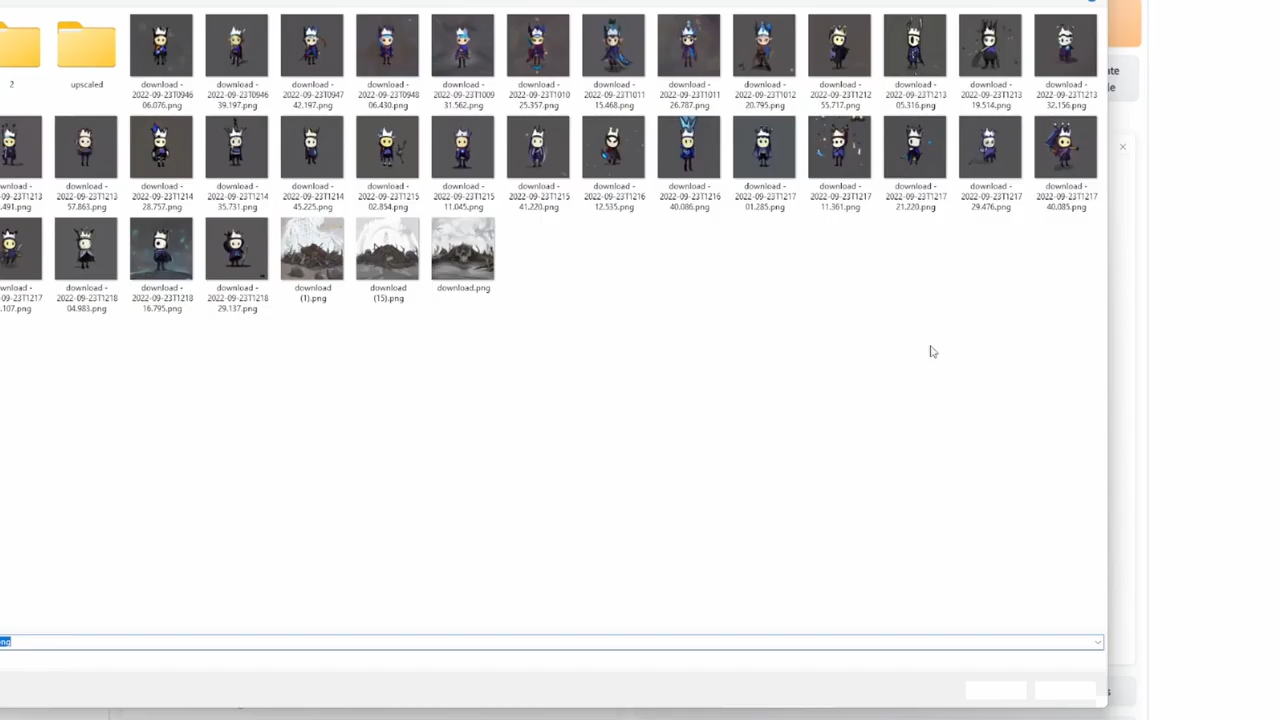 2
upscaled
download -
2022-09-23T0946
06.076.png
download -
2022-09-23T0946
39.197.png
download -
2022-09-23T0947
42.197.png
download -
2022-09-23T0948
06.430.png
download -
2022-09-23T1009
31.562.png
download -
2022-09-23T1010
25.357.png
download -
2022-09-23T1011
15.468.png
download -
2022-09-23T1011
26.787.png
download -
2022-09-23T1012
20.795.png
download -
2022-09-23T1212
55.717.png
download -
2022-09-23T1213
05.316.png
download -
2022-09-23T1213
19.514.png
download -
2022-09-23T1213
32.156.png
wnload -
-09-23T1213
.491.png
download -
2022-09-23T1213
57.863.png
download -
2022-09-23T1214
28.757.png
download -
2022-09-23T1214
35.731.png
download -
2022-09-23T1214
45.225.png
download -
2022-09-23T1215
02.854.png
download -
2022-09-23T1215
11.045.png
download -
2022-09-23T1215
41.220.png
download -
2022-09-23T1216
12.535.png
download -
2022-09-23T1216
40.086.png
download -
2022-09-23T1217
01.285.png
download -
2022-09-23T1217
11.361.png
download -
2022-09-23T1217
21.220.png
download -
2022-09-23T1217
29.476.png
download -
2022-09-23T1217
40.085.png
wnload -
-09-23T1217
.107.png
download -
2022-09-23T1218
04.983.png
download -
2022-09-23T1218
16.795.png
download -
2022-09-23T1218
29.137.png
download
(1).png
download
(15).png
download.png
ate
le
png
s